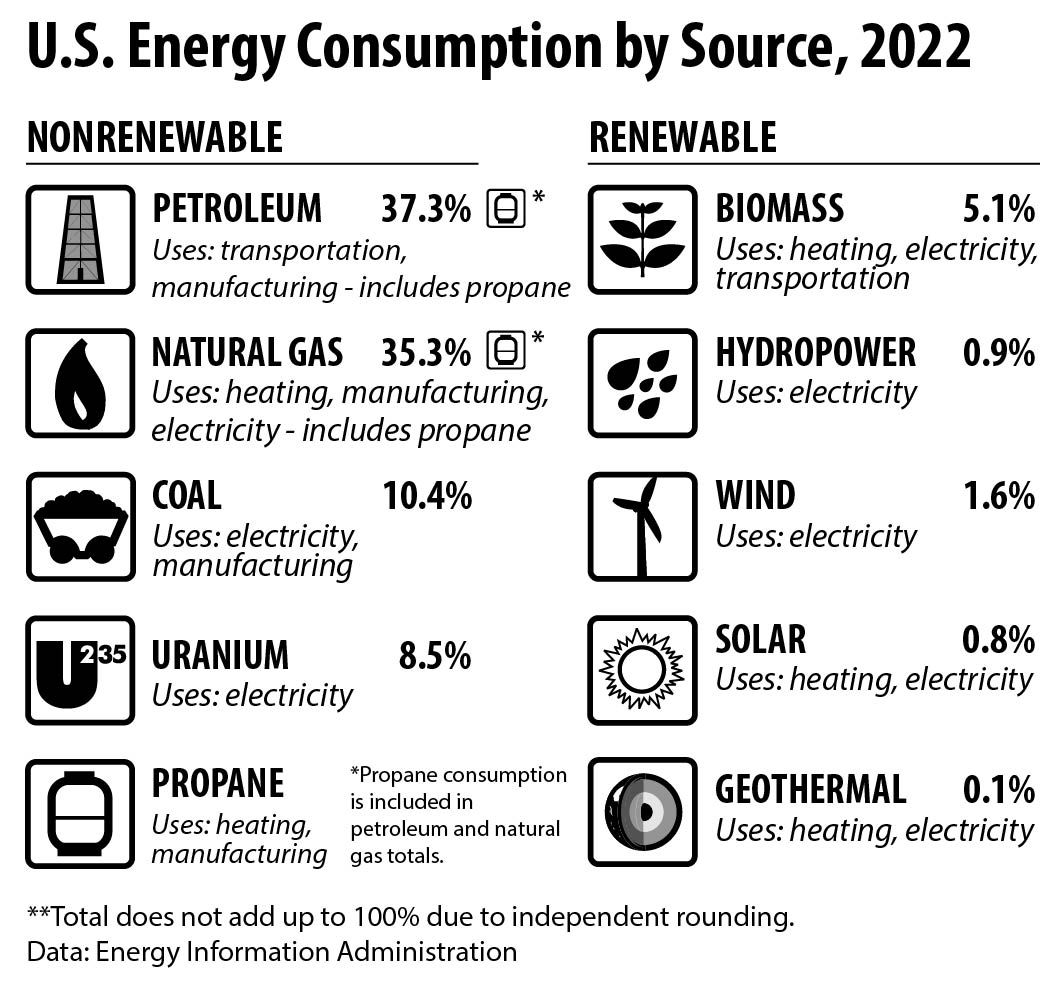 U.S. Energy Consumption by Source, 2022
NONRENEWABLE
PETROLEUM 37.3% *
Uses: transportation,
manufacturing - includes propane
NATURAL GAS 35.3% *
Uses: heating, manufacturing,
electricity - includes propane
COAL 10.4%
Uses: electricity,
manufacturing
U 235
URANIUM 8.5%
Uses: electricity
PROPANE
Uses: heating,
manufacturing
*Propane consumption
is included in
petroleum and natural
gas totals.
RENEWABLE
BIOMASS 5.1%
Uses: heating, electricity,
transportation
HYDROPOWER 0.9%
Uses: electricity
WIND 1.6%
Uses: electricity
SOLAR 0.8%
Uses: heating, electricity
GEOTHERMAL 0.1%
Uses: heating, electricity
**Total does not add up to 100% due to independent rounding.
Data: Energy Information Administration